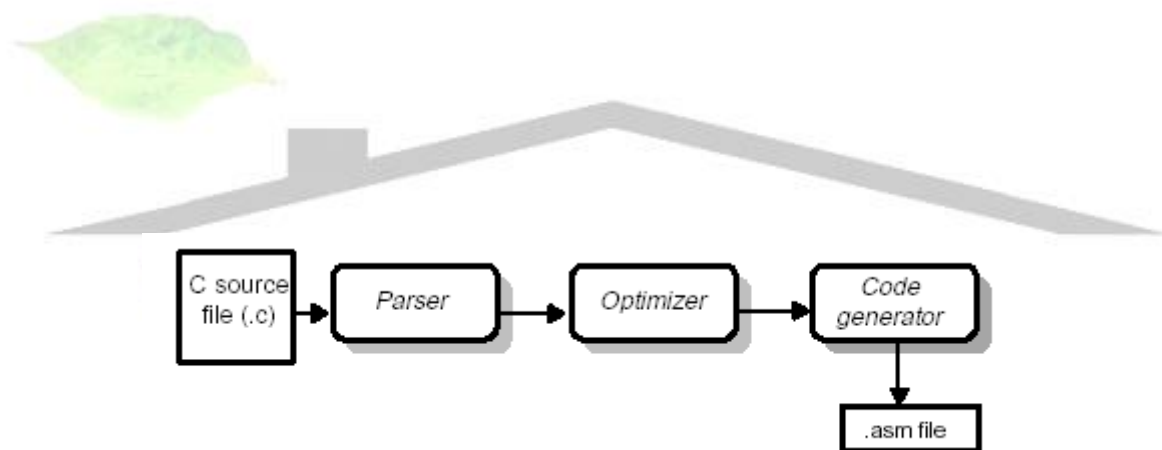 C source
file (.c)
Parser
Optimizer
Code
generator
.asm file